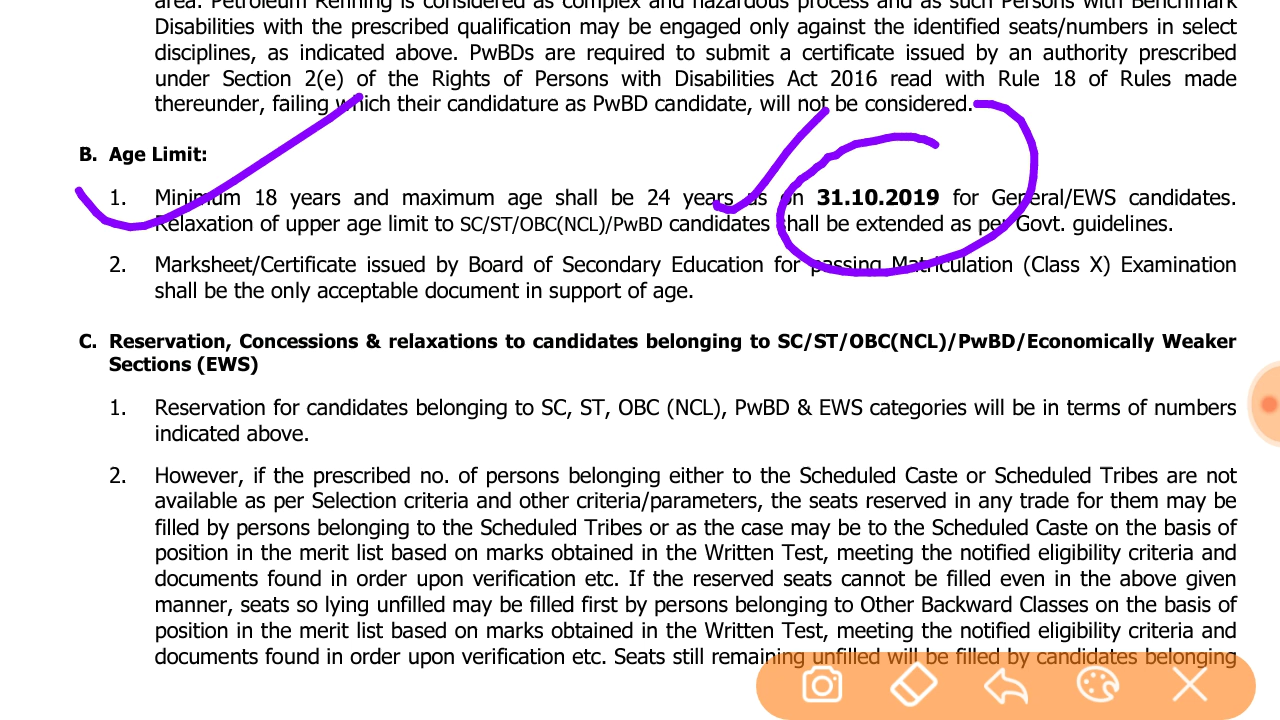 area. Petroleum Refining is considered as complex and hazardous process and as such Persons with Benchmark
Disabilities with the prescribed qualification may be engaged only against the identified seats/numbers in select
disciplines, as indicated above. PwBDs are required to submit a certificate issued by an authority prescribed
under Section 2(e) of the Rights of Persons with Disabilities Act 2016 read with Rule 18 of Rules made
thereunder, failing which their candidature as PwBD candidate, will not be considered.
B. Age Limit:
1. Minimum 18 years and maximum age shall be 24 years as on 31.10.2019 for General/EWS candidates.
Relaxation of upper age limit to SC/ST/OBC(NCL)/PwBD candidates shall be extended as per Govt. guidelines.
2. Marksheet/Certificate issued by Board of Secondary Education for passing Matriculation (Class X) Examination
shall be the only acceptable document in support of age.
C. Reservation, Concessions & relaxations to candidates belonging to SC/ST/OBC(NCL)/PwBD/Economically Weaker
Sections (EWS)
1. Reservation for candidates belonging to SC, ST, OBC (NCL), PwBD & EWS categories will be in terms of numbers
indicated above.
2. However, if the prescribed no. of persons belonging either to the Scheduled Caste or Scheduled Tribes are not
available as per Selection criteria and other criteria/parameters, the seats reserved in any trade for them may be
filled by persons belonging to the Scheduled Tribes or as the case may be to the Scheduled Caste on the basis of
position in the merit list based on marks obtained in the Written Test, meeting the notified eligibility criteria and
documents found in order upon verification etc. If the reserved seats cannot be filled even in the above given
manner, seats so lying unfilled may be filled first by persons belonging to Other Backward Classes on the basis of
position in the merit list based on marks obtained in the Written Test, meeting the notified eligibility criteria and
documents found in order upon verification etc. Seats still remaining unfilled will be filled by candidates belonging